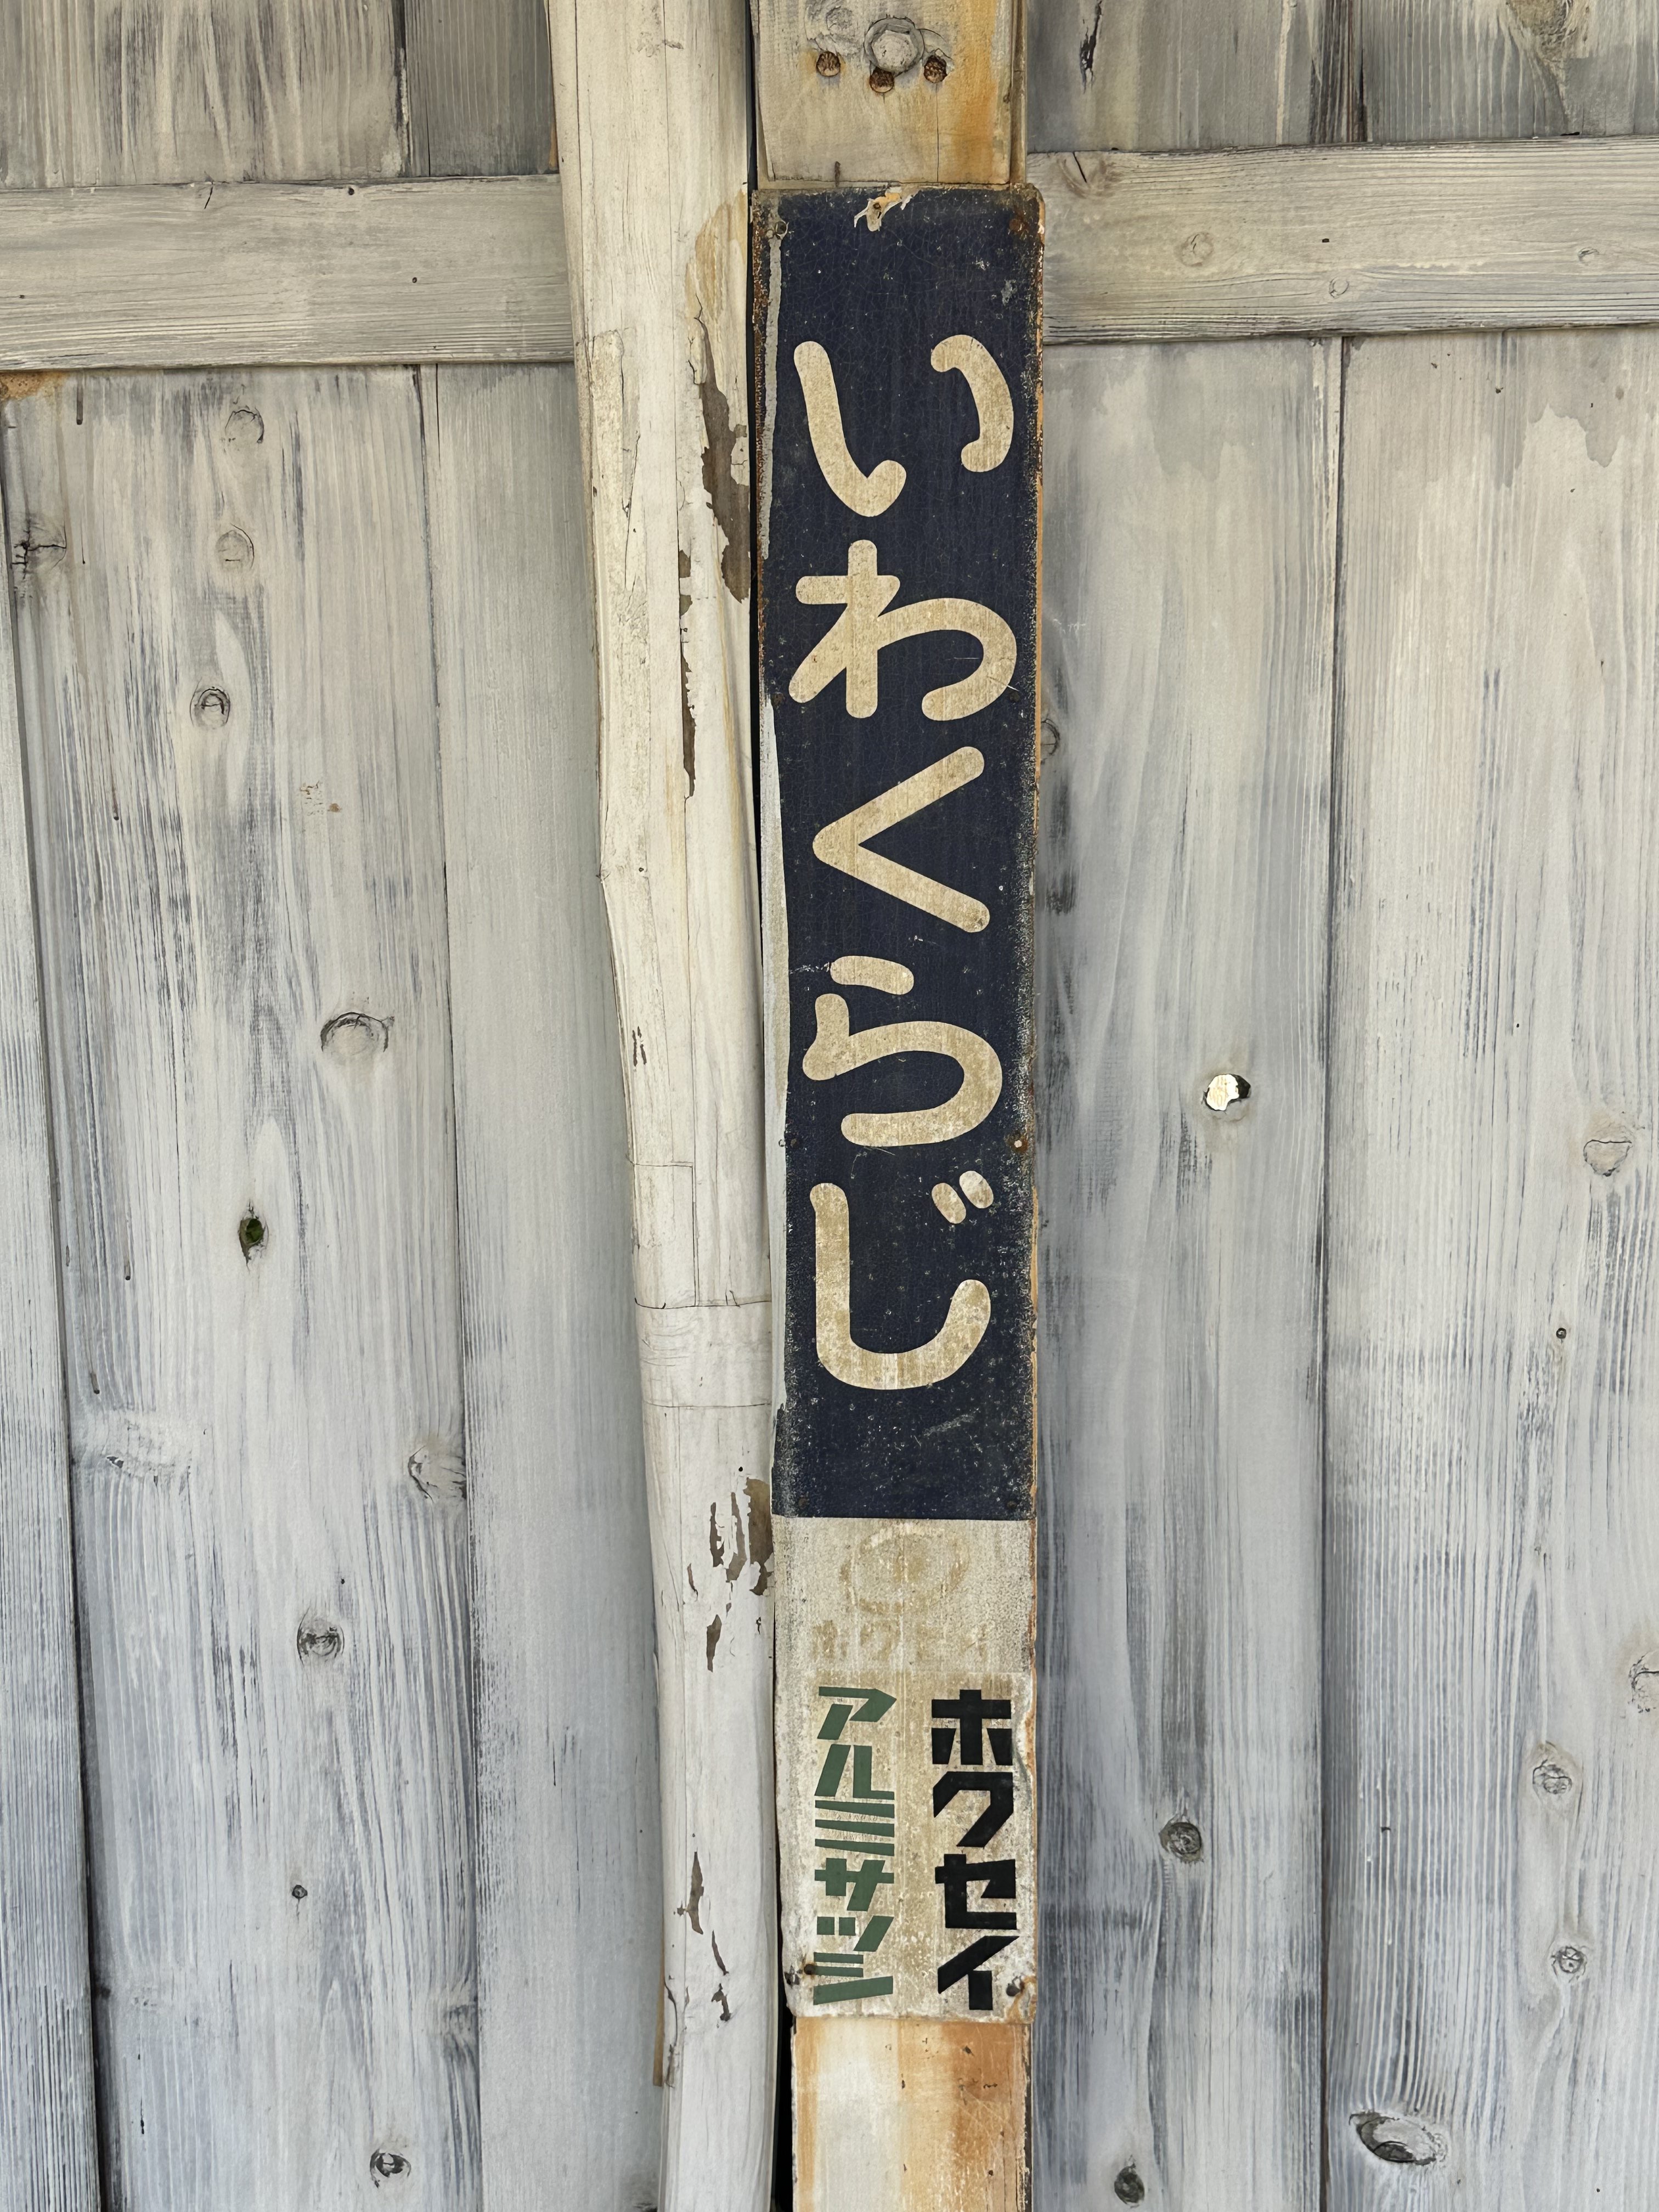 いわくらじ
ホクセイ
アルミサッシ